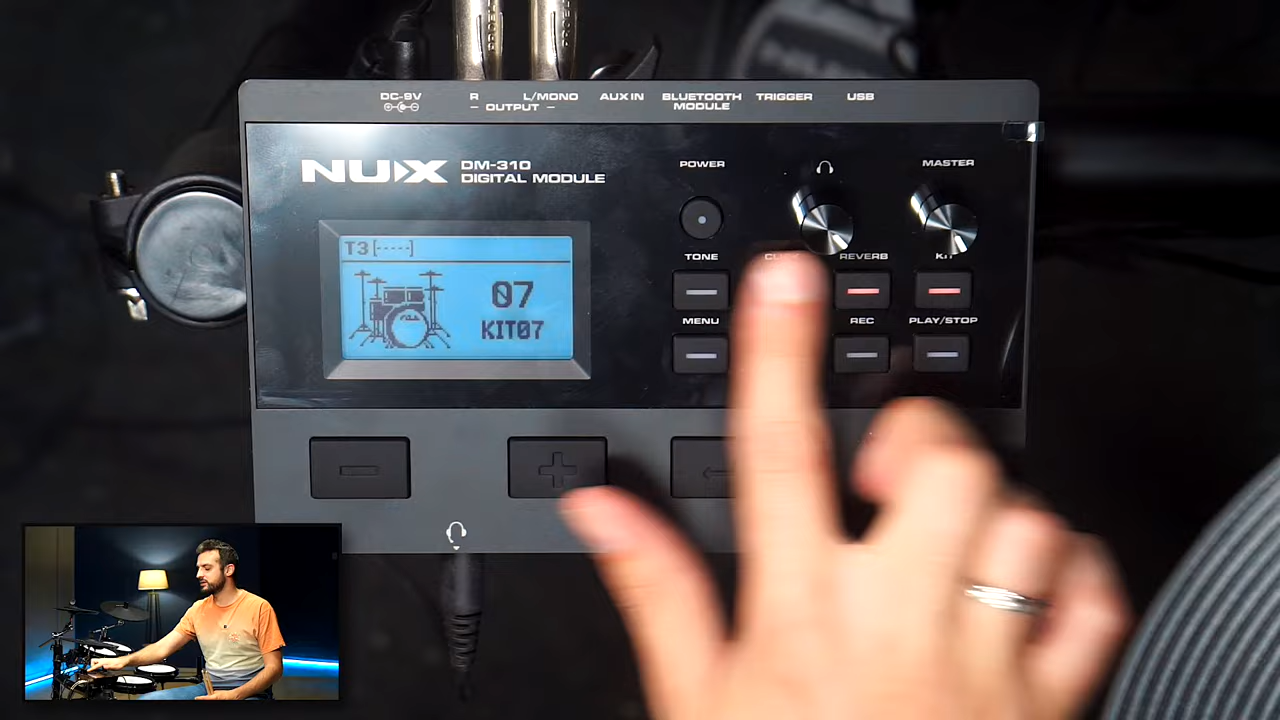 DC-9V
R
L/MONO
OUTPUT
AUX IN
BLUETOOTH
MODULE
TRIGGER
USB
NUX
DM-310
DIGITAL MODULE
POWER
MASTER
T3[-----]
07
KIT07
TONE
REVERB
MENU
REC
PLAY/STOP